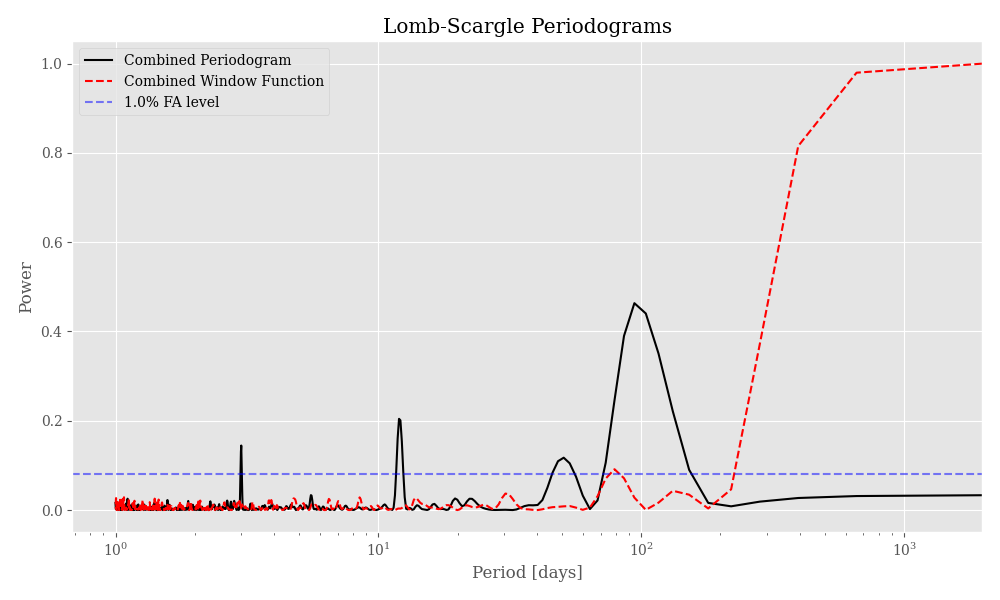 Lomb-Scargle Periodograms
Combined Periodogram
Combined Window Function
1.0% FA level
1.0
0.8
0.6
0.4
0.2
0.0
Power
10⁰ 10¹ 10² 10³
Period [days]